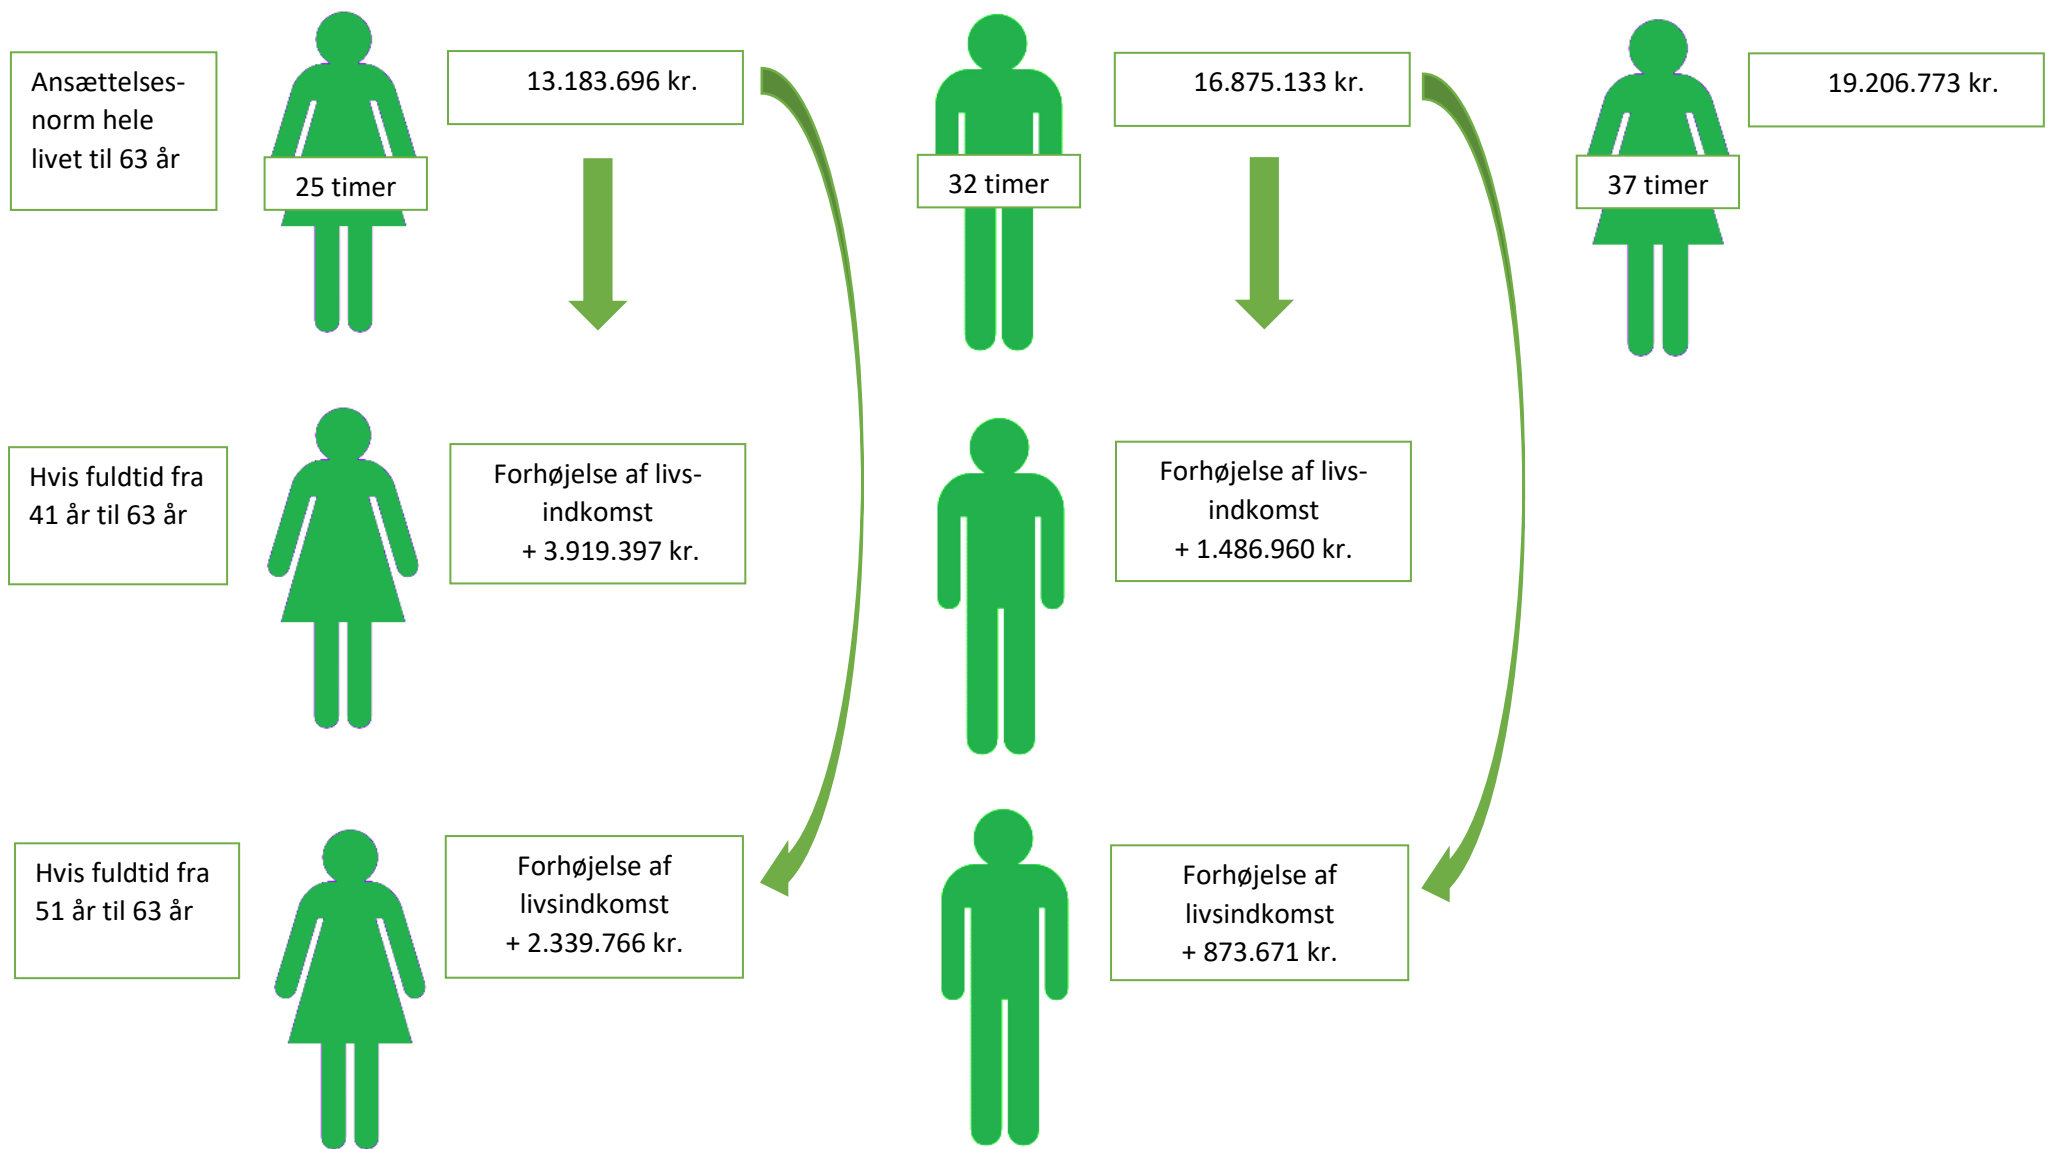 Ansættelses-
norm hele
livet til 63 år
25 timer
13.183.696 kr.
32 timer
16.875.133 kr.
37 timer
19.206.773 kr.
Hvis fuldtid fra
41 år til 63 år
Forhøjelse af livs-
indkomst
+ 3.919.397 kr.
Forhøjelse af livs-
indkomst
+ 1.486.960 kr.
Hvis fuldtid fra
51 år til 63 år
Forhøjelse af
livsindkomst
+ 2.339.766 kr.
Forhøjelse af
livsindkomst
+ 873.671 kr.